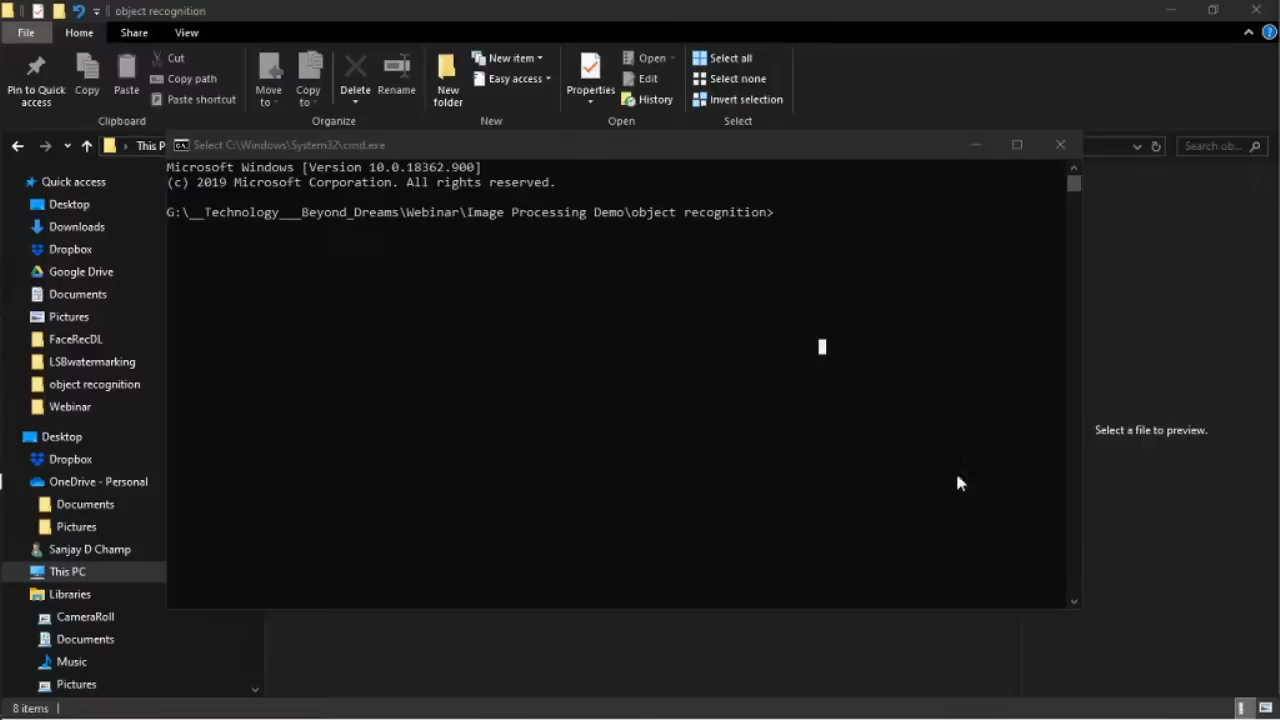 object recognition
File Home Share View
Pin to Quick access
Copy
Paste
Cut
Copy path
Paste shortcut
Clipboard
Move to
Copy to
Delete
Rename
Organize
New folder
New item
Easy access
New
Properties
Open
Edit
History
Open
Select all
Select none
Invert selection
Select
This P
Search ob...
Select C:\Windows\System32\cmd.exe
Microsoft Windows [Version 10.0.18362.900]
(c) 2019 Microsoft Corporation. All rights reserved.
G:\__Technology___Beyond_Dreams\Webinar\Image Processing Demo\object recognition>
Quick access
Desktop
Downloads
Dropbox
Google Drive
Documents
Pictures
FaceRecDL
LSBwatermarking
object recognition
Webinar
Desktop
Dropbox
OneDrive - Personal
Documents
Pictures
Sanjay D Champ
This PC
Libraries
CameraRoll
Documents
Music
Pictures
Select a file to preview.
8 items